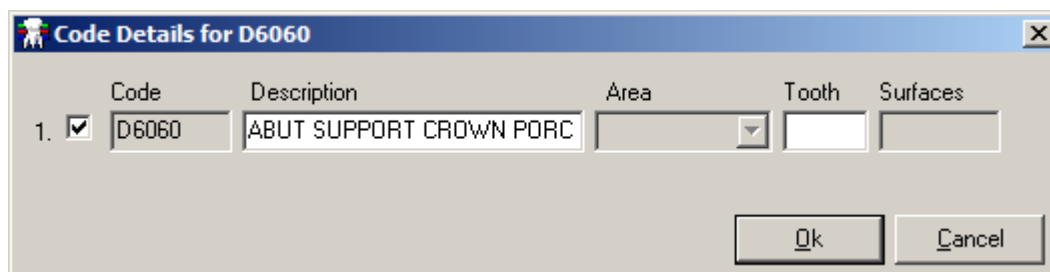 Code Details for D6060
Code Description Area Tooth Surfaces
1. D6060 ABUT SUPPORT CROWN PORC
Ok Cancel